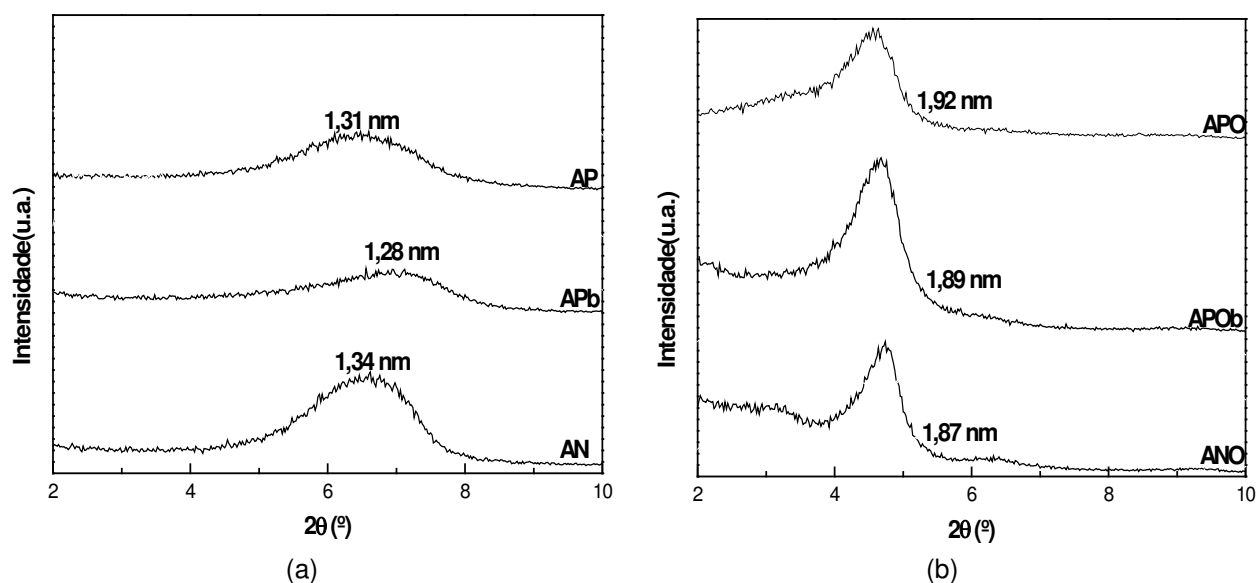 Intensidade(u.a.)
1,31 nm
AP
1,28 nm
APb
1,34 nm
AN
2 4 6 8 10
2θ (º)
(a)
Intensidade(u.a.)
1,92 nm
APO
1,89 nm
APOb
1,87 nm
ANO
2 4 6 8 10
2θ (º)
(b)